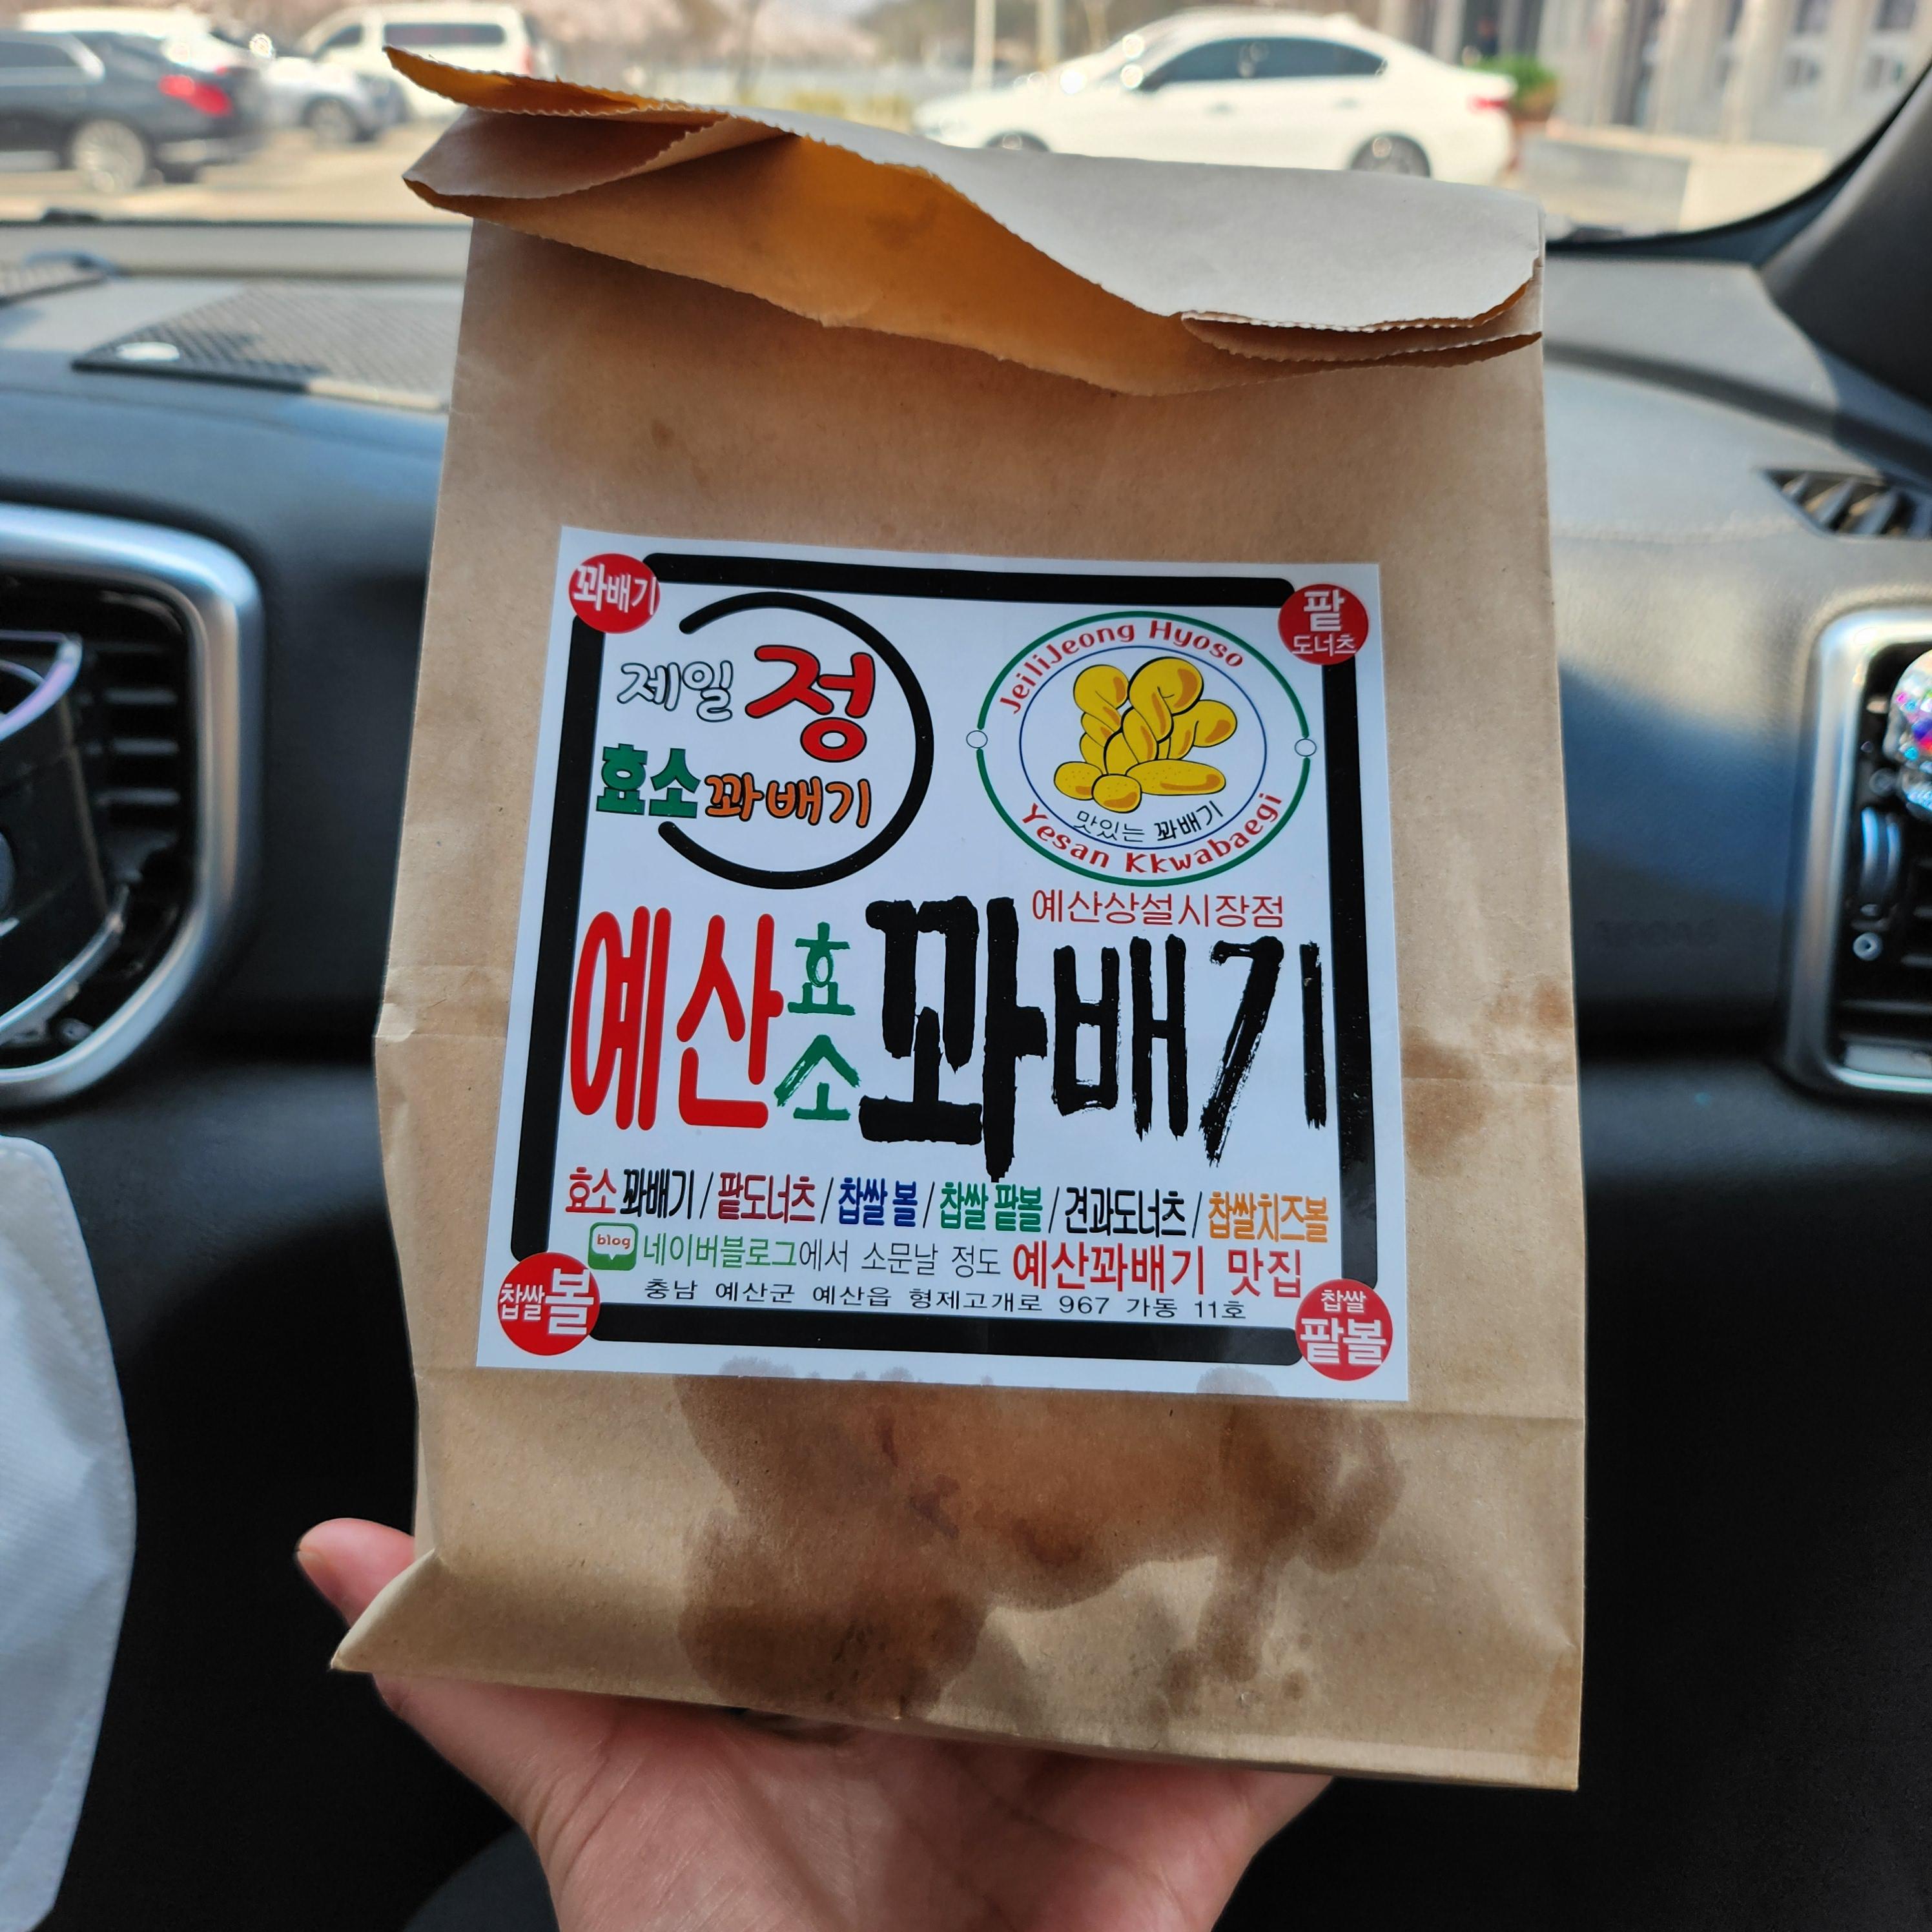 꽈배기
팥
도너츠
제일 정
효소꽈배기
JeiliJeong Hyoso
맛있는 꽈배기
Yesan Kkwabaegi
예산상설시장점
예산효소꽈배기
효소 꽈배기 / 팥도너츠 / 찹쌀 볼 / 찹쌀 팥볼 / 견과도너츠 / 찹쌀치즈볼
blog 네이버블로그에서 소문날 정도 예산꽈배기 맛집
충남 예산군 예산읍 형제고개로 967 가동 11호
찹쌀볼
찹쌀
팥볼